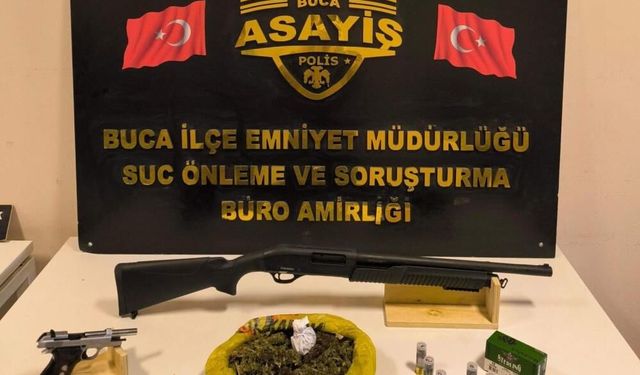 BUCA
ASAYİŞ
POLİS
BUCA İLÇE EMNİYET MÜDÜRLÜĞÜ
SUÇ ÖNLEME VE SORUŞTURMA
BÜRO AMİRLİĞİ